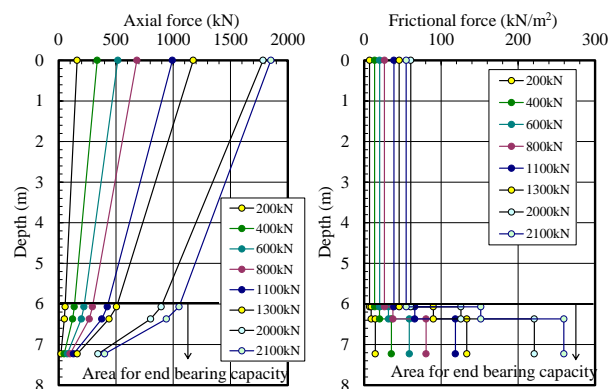 Axial force (kN)
0 500 1000 1500 2000
Depth (m)
0
1
2
3
4
5
6
7
8
200kN
400kN
600kN
800kN
1100kN
1300kN
2000kN
2100kN
Area for end bearing capacity
Frictional force (kN/m²)
0 100 200 300
Depth (m)
0
1
2
3
4
5
6
7
8
200kN
400kN
600kN
800kN
1100kN
1300kN
2000kN
2100kN
Area for end bearing capacity